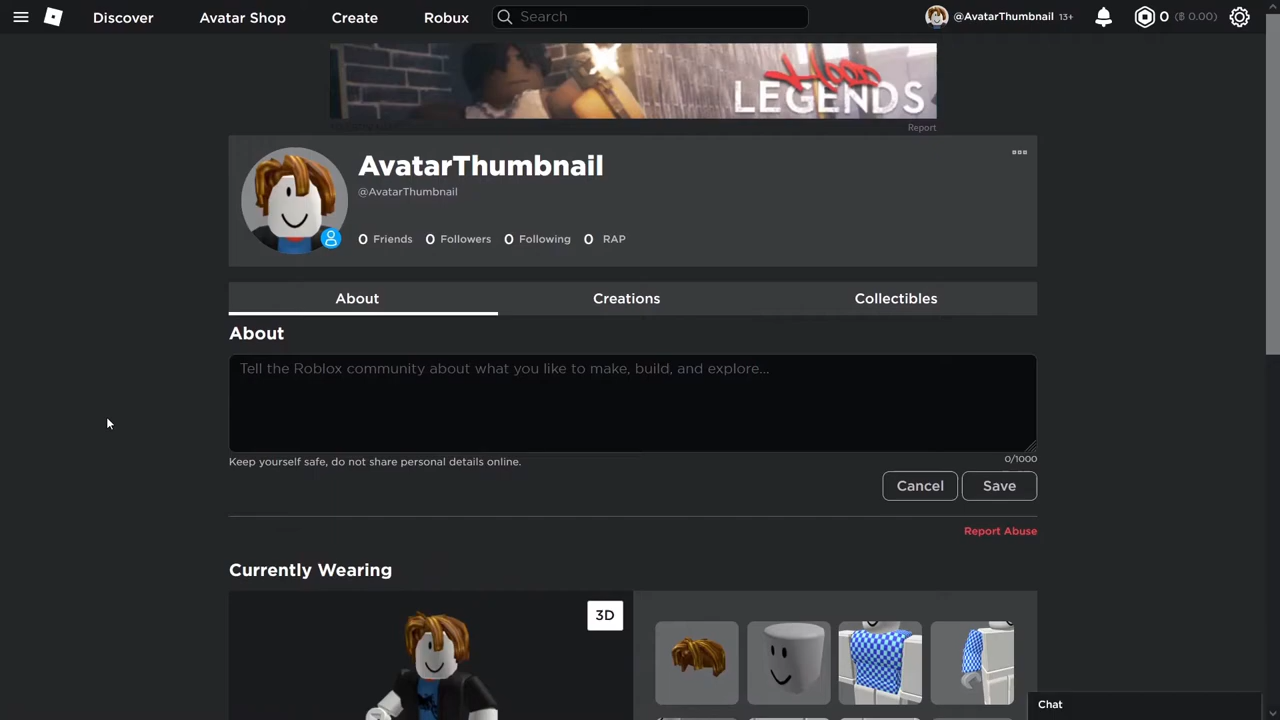 Discover Avatar Shop Create Robux Search @AvatarThumbnail 13+ 0 (฿ 0.00)
Hood
LEGENDS
Report
AvatarThumbnail
@AvatarThumbnail
0 Friends 0 Followers 0 Following 0 RAP
About Creations Collectibles
About
Tell the Roblox community about what you like to make, build, and explore...
Keep yourself safe, do not share personal details online. 0/1000
Cancel Save
Report Abuse
Currently Wearing
3D
Chat